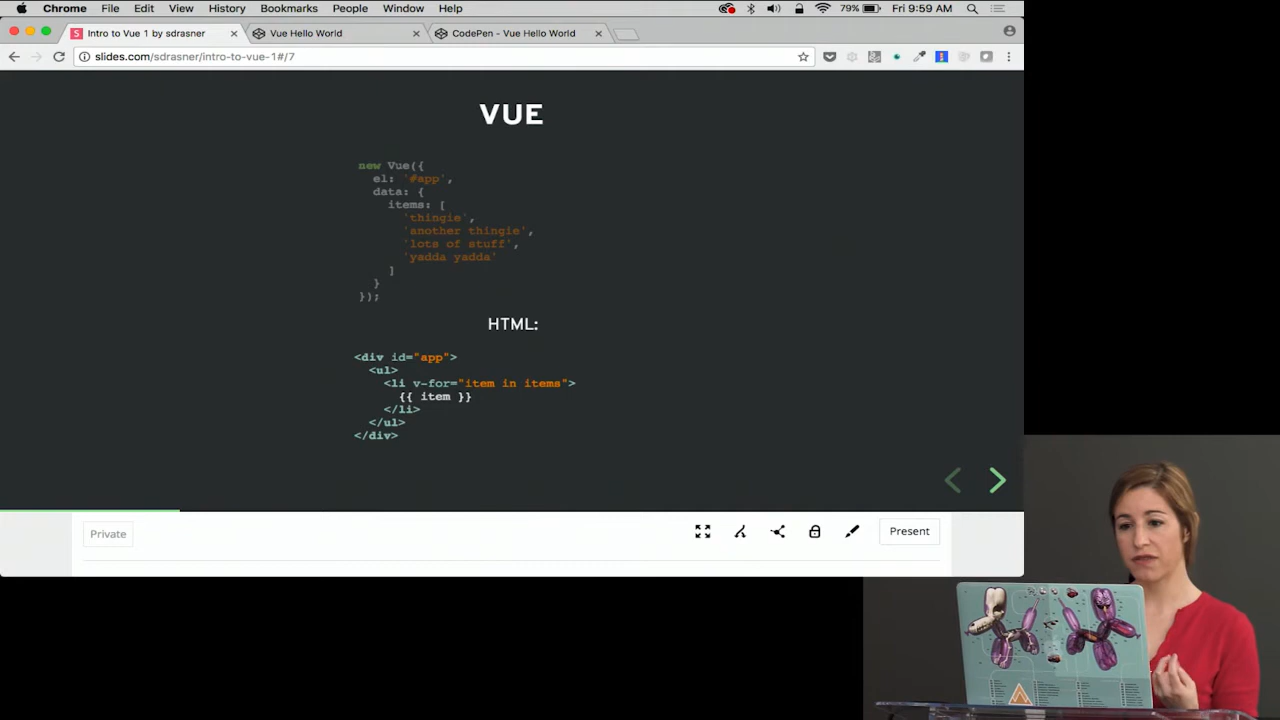 Chrome File Edit View History Bookmarks People Window Help 79% Fri 9:59 AM
Intro to Vue 1 by sdrasner Vue Hello World CodePen - Vue Hello World
slides.com/sdrasner/intro-to-vue-1#/7
VUE
new Vue({
el: '#app',
data: {
items: [
'thingie',
'another thingie',
'lots of stuff',
'yadda yadda'
]
}
});
HTML:
<div id="app">
<ul>
<li v-for="item in items">
{{ item }}
</li>
</ul>
</div>
Private Present